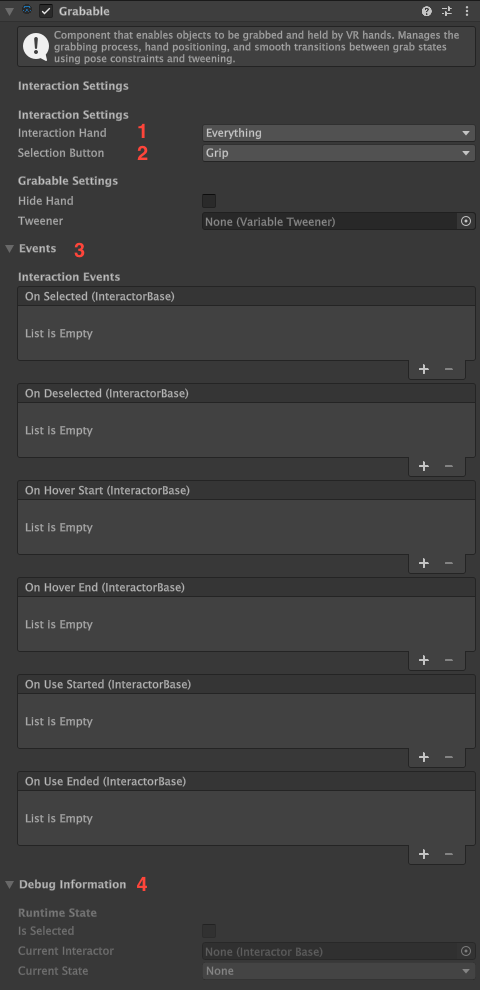 Grabable
Component that enables objects to be grabbed and held by VR hands. Manages the
grabbing process, hand positioning, and smooth transitions between grab states
using pose constraints and tweening.
Interaction Settings
Interaction Settings
Interaction Hand 1 Everything
Selection Button 2 Grip
Grabable Settings
Hide Hand
Tweener None (Variable Tweener)
Events 3
Interaction Events
On Selected (InteractorBase)
List is Empty
+ −
On Deselected (InteractorBase)
List is Empty
+ −
On Hover Start (InteractorBase)
List is Empty
+ −
On Hover End (InteractorBase)
List is Empty
+ −
On Use Started (InteractorBase)
List is Empty
+ −
On Use Ended (InteractorBase)
List is Empty
+ −
Debug Information 4
Runtime State
Is Selected
Current Interactor None (Interactor Base)
Current State None